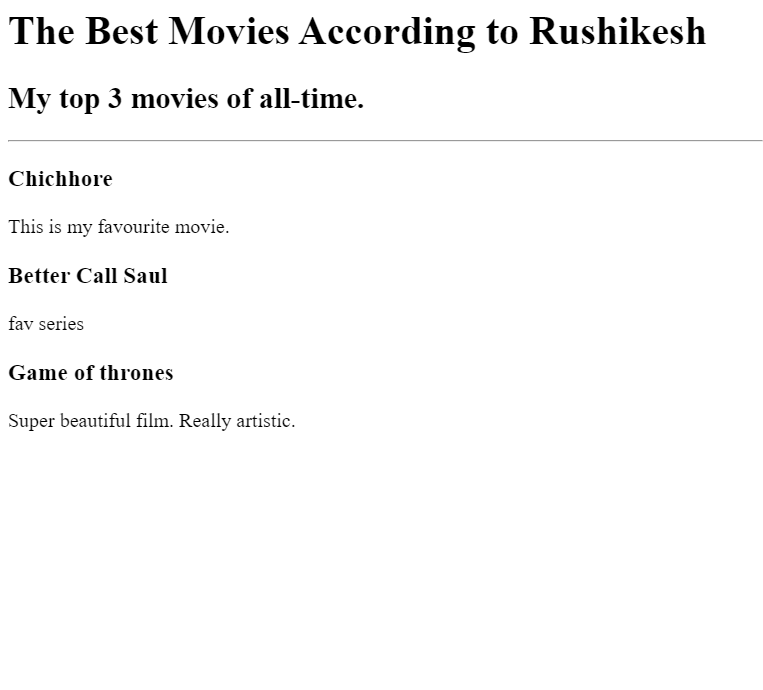 The Best Movies According to Rushikesh
My top 3 movies of all-time.
Chichhore
This is my favourite movie.
Better Call Saul
fav series
Game of thrones
Super beautiful film. Really artistic.